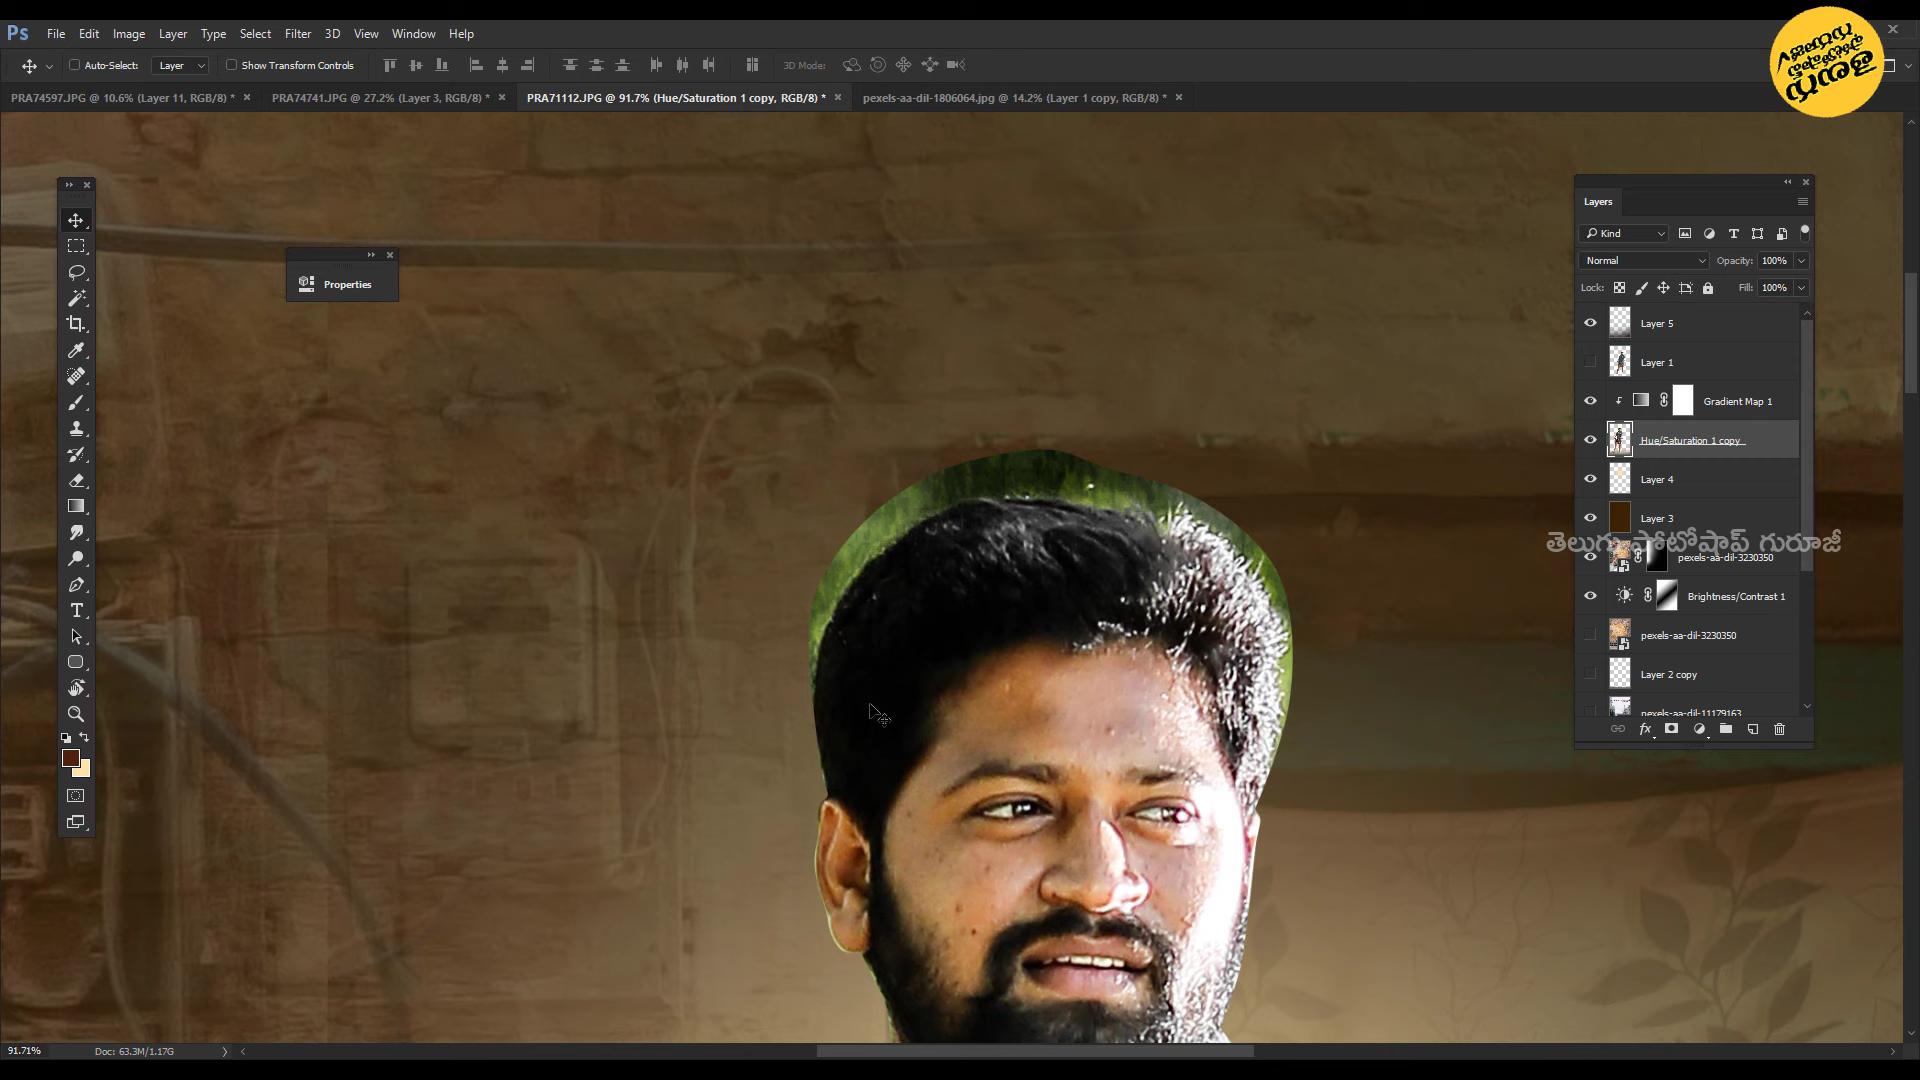 Ps File Edit Image Layer Type Select Filter 3D View Window Help
Auto-Select: Layer Show Transform Controls 3D Mode:
PRA74597.JPG @ 10.6% (Layer 11, RGB/8) * × PRA74741.JPG @ 27.2% (Layer 3, RGB/8) * × PRA71112.JPG @ 91.7% (Hue/Saturation 1 copy, RGB/8) * × pexels-aa-dil-1806064.jpg @ 14.2% (Layer 1 copy, RGB/8) * ×
Properties
Layers
Kind
Normal Opacity: 100%
Lock: Fill: 100%
Layer 5
Layer 1
Gradient Map 1
Hue/Saturation 1 copy
Layer 4
Layer 3
తెలుగు ఫోటోషాప్ గురూజీ
pexels-aa-dil-3230350
Brightness/Contrast 1
pexels-aa-dil-3230350
Layer 2 copy
pexels-aa-dil-11179163
fx
91.71% Doc: 63.3M/1.17G